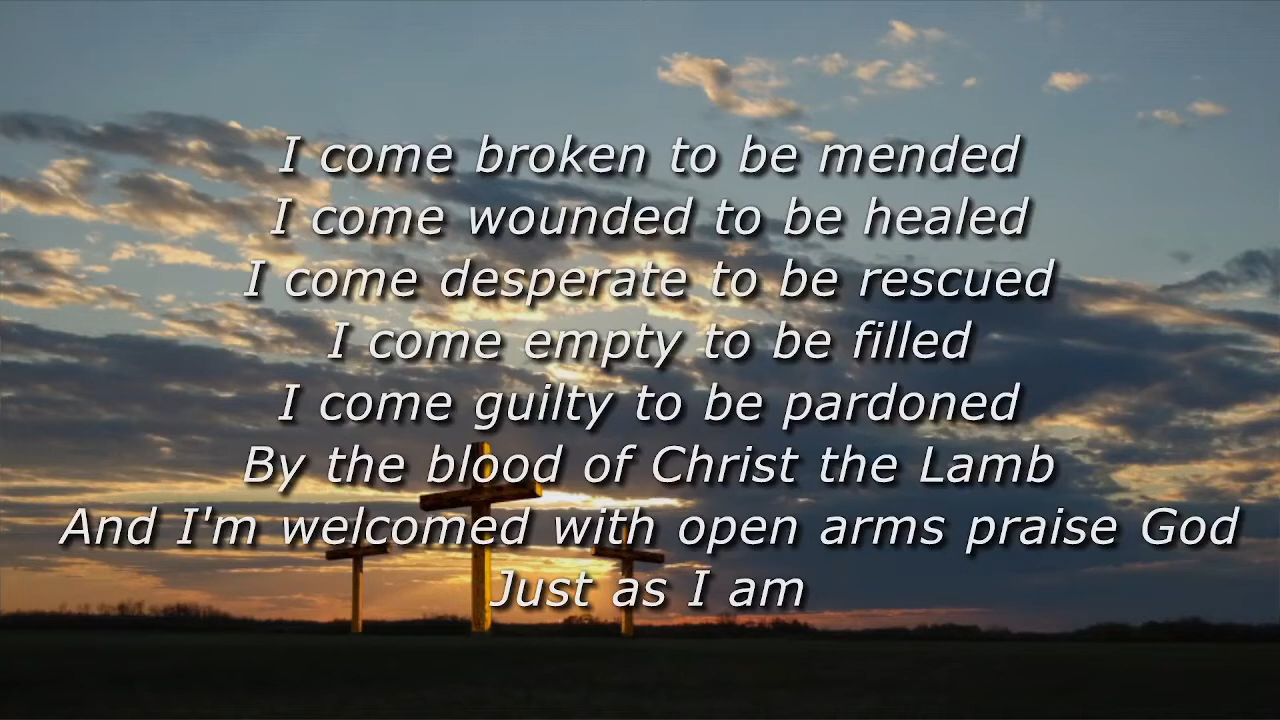 I come broken to be mended
I come wounded to be healed
I come desperate to be rescued
I come empty to be filled
I come guilty to be pardoned
By the blood of Christ the Lamb
And I'm welcomed with open arms praise God
Just as I am